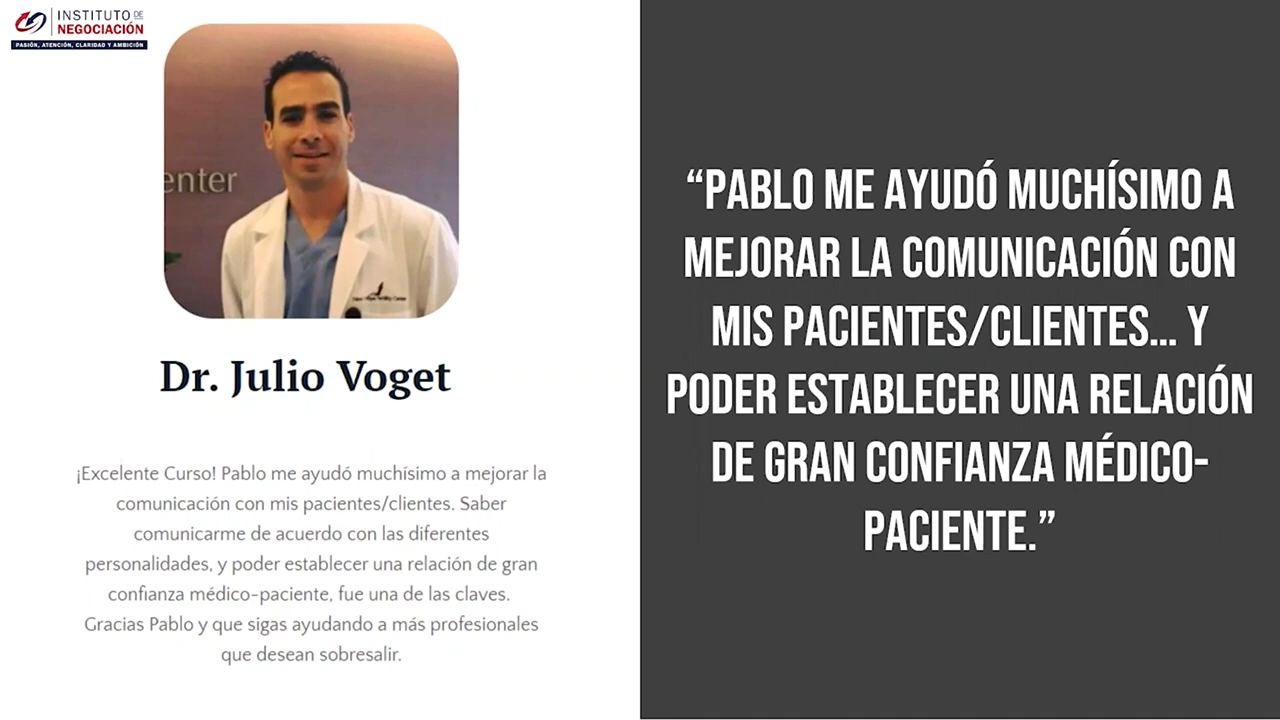 INSTITUTO DE
NEGOCIACIÓN
PASIÓN, ATENCIÓN, CLARIDAD Y AMBICIÓN
enter
Dr. Julio Voget
¡Excelente Curso! Pablo me ayudó muchísimo a mejorar la
comunicación con mis pacientes/clientes. Saber
comunicarme de acuerdo con las diferentes
personalidades, y poder establecer una relación de gran
confianza médico-paciente, fue una de las claves.
Gracias Pablo y que sigas ayudando a más profesionales
que desean sobresalir.
“PABLO ME AYUDÓ MUCHÍSIMO A
MEJORAR LA COMUNICACIÓN CON
MIS PACIENTES/CLIENTES... Y
PODER ESTABLECER UNA RELACIÓN
DE GRAN CONFIANZA MÉDICO-
PACIENTE.”